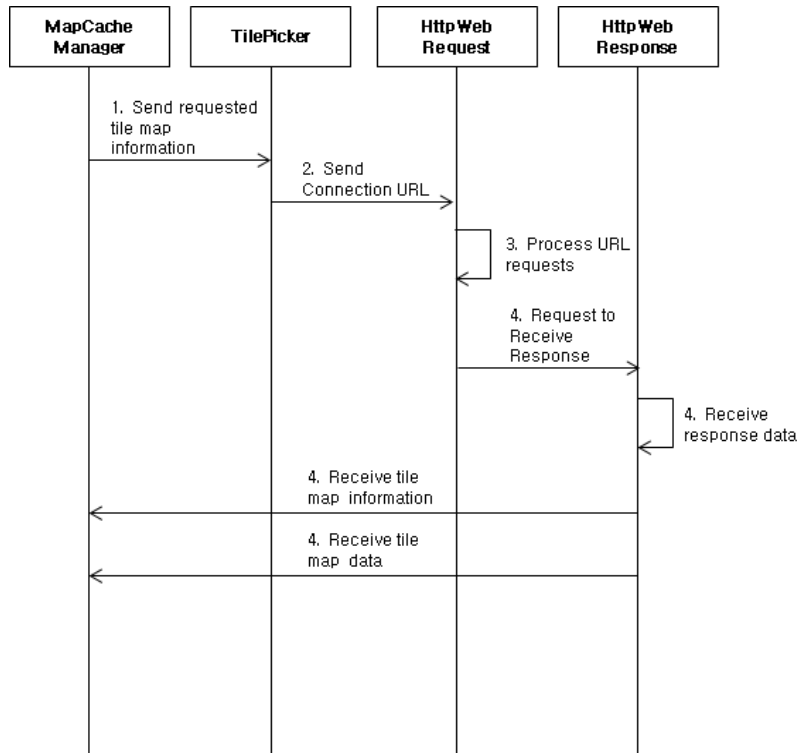 MapCache
Manager
TilePicker
HttpWeb
Request
HttpWeb
Response
1. Send requested
tile map
information
2. Send
Connection URL
3. Process URL
requests
4. Request to
Receive
Response
4. Receive
response data
4. Receive tile
map information
4. Receive tile
map data